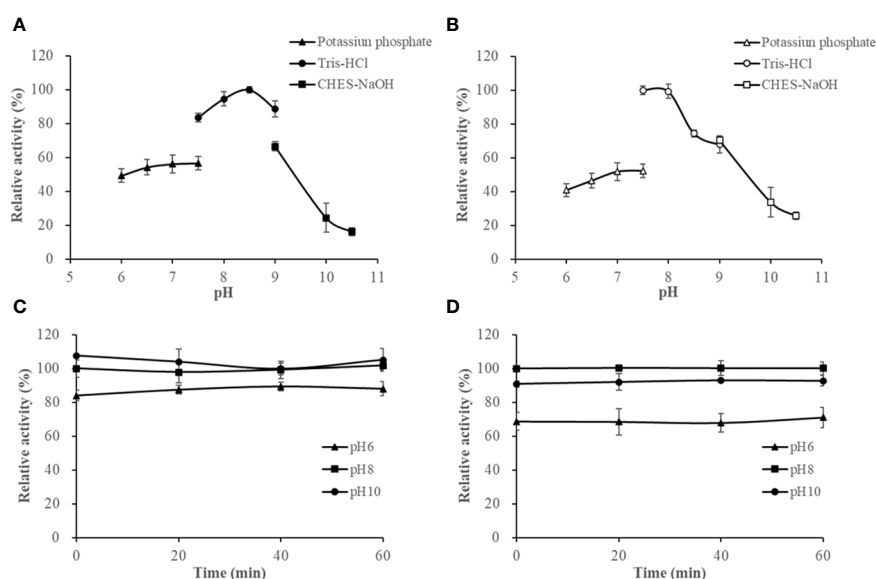 A
Potassiun phosphate
Tris-HCl
CHES-NaOH
120
100
80
60
40
20
0
Relative activity (%)
5 6 7 8 9 10 11
pH
B
Potassiun phosphate
Tris-HCl
CHES-NaOH
120
100
80
60
40
20
0
Relative activity (%)
5 6 7 8 9 10 11
pH
C
120
100
80
60
40
20
0
Relative activity (%)
pH6
pH8
pH10
0 20 40 60
Time (min)
D
120
100
80
60
40
20
0
Relative activity (%)
pH6
pH8
pH10
0 20 40 60
Time (min)